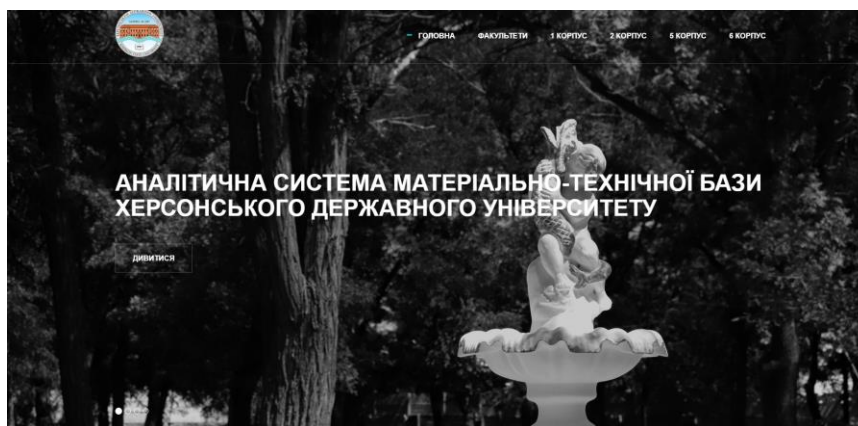 ГОЛОВНА ФАКУЛЬТЕТИ 1 КОРПУС 2 КОРПУС 5 КОРПУС 6 КОРПУС
АНАЛІТИЧНА СИСТЕМА МАТЕРІАЛЬНО-ТЕХНІЧНОЇ БАЗИ
ХЕРСОНСЬКОГО ДЕРЖАВНОГО УНІВЕРСИТЕТУ
ДИВИТИСЯ